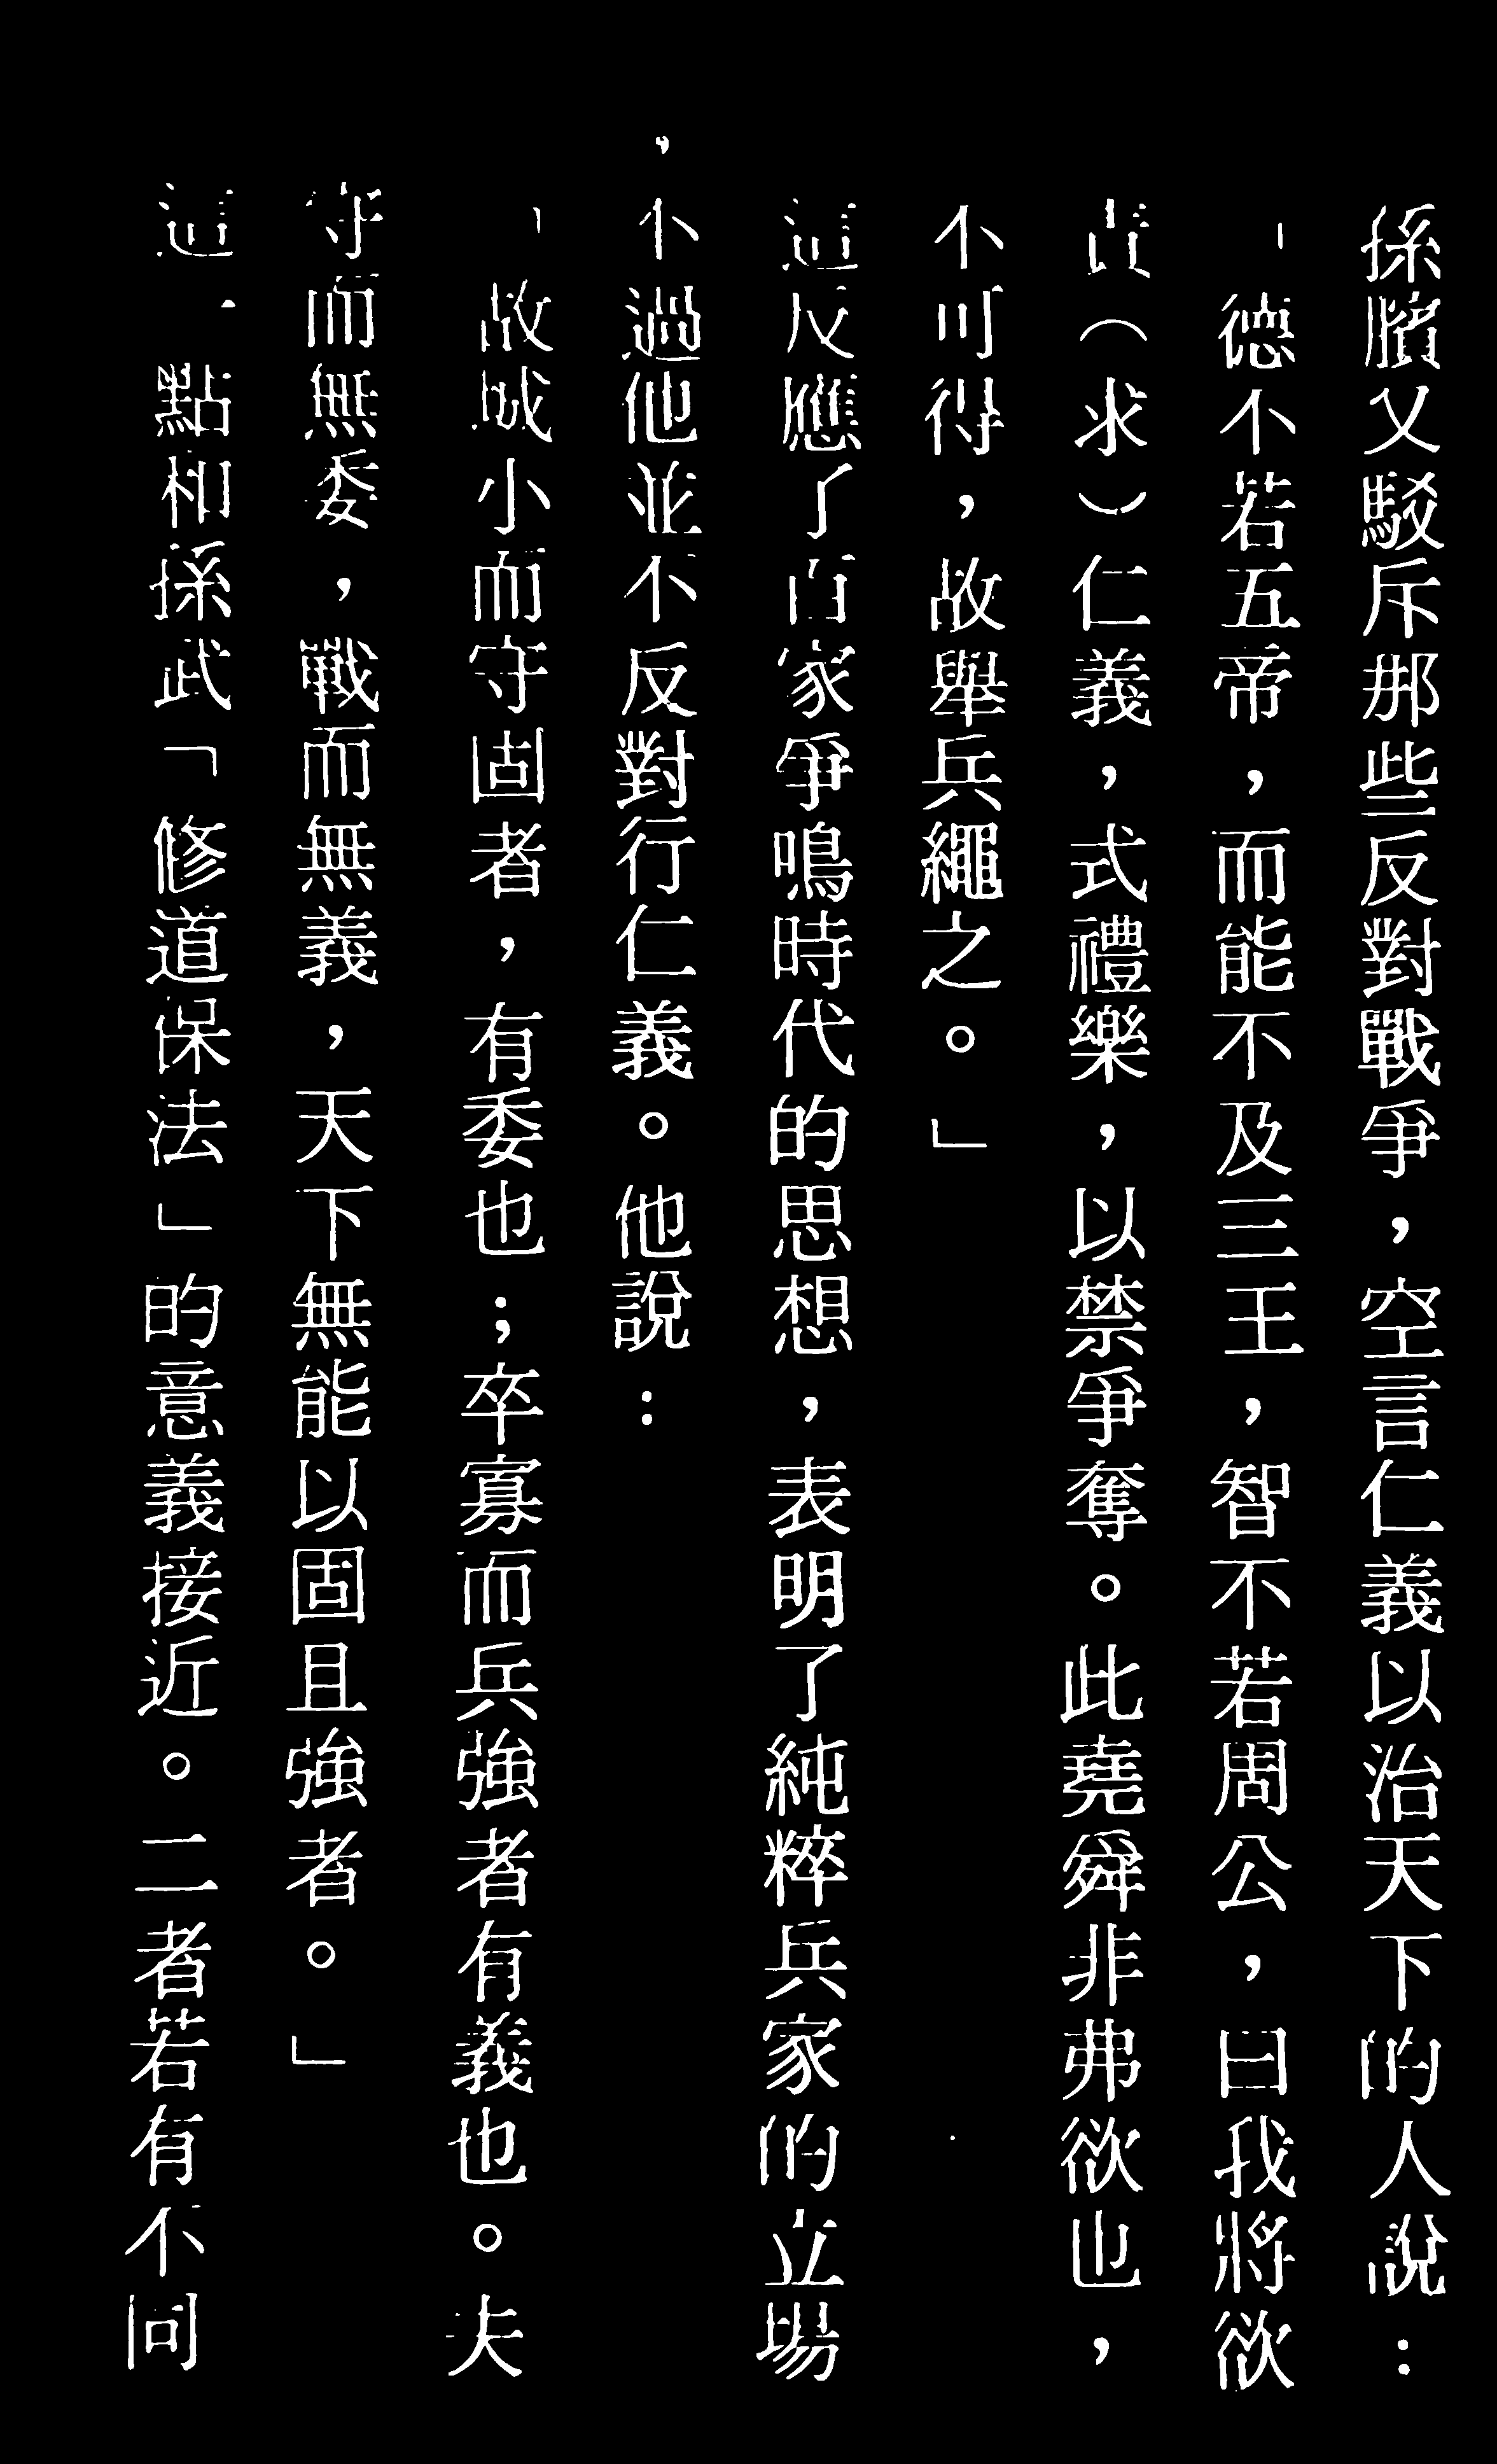 孫臏又駁斥那些反對戰爭，空言仁義以治天下的人說：
「德不若五帝，而能不及三王，智不若周公，曰我將欲
責（求）仁義，式禮樂，以禁爭奪。此堯舜非弗欲也，
不可得，故舉兵繩之。」
這反應了百家爭鳴時代的思想，表明了純粹兵家的立場
，不過他並不反對行仁義。他說：
「故城小而守固者，有委也；卒寡而兵強者有義也。夫
守而無委，戰而無義，天下無能以固且強者。」
這一點和孫武「修道保法」的意義接近。二者若有不同